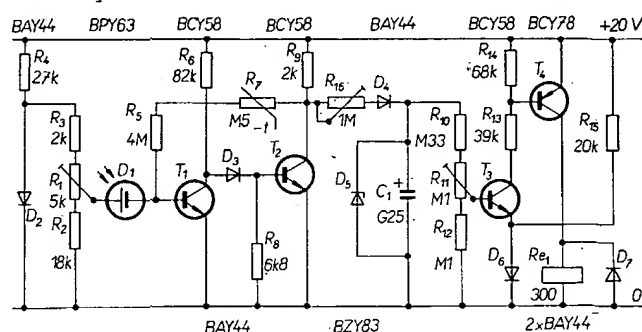 BAY44 BPY63 BCY58 BCY58 BAY44 BCY58 BCY78 +20 V
R4 27k
R6 82k
R9 2k
R14 68k
T4
R7 M5 -t
R16 1M
D4
R3 2k
R5 4M
R10 M33
R13 39k
R15 20k
D1
T1
D3
T2
T3
R1 5k
D2
R2 18k
R8 6k8
D5
C1 + G25
R11 M1
R12 M1
D6
Re1 300
D7
0
BAY44 BZY83 2xBAY44